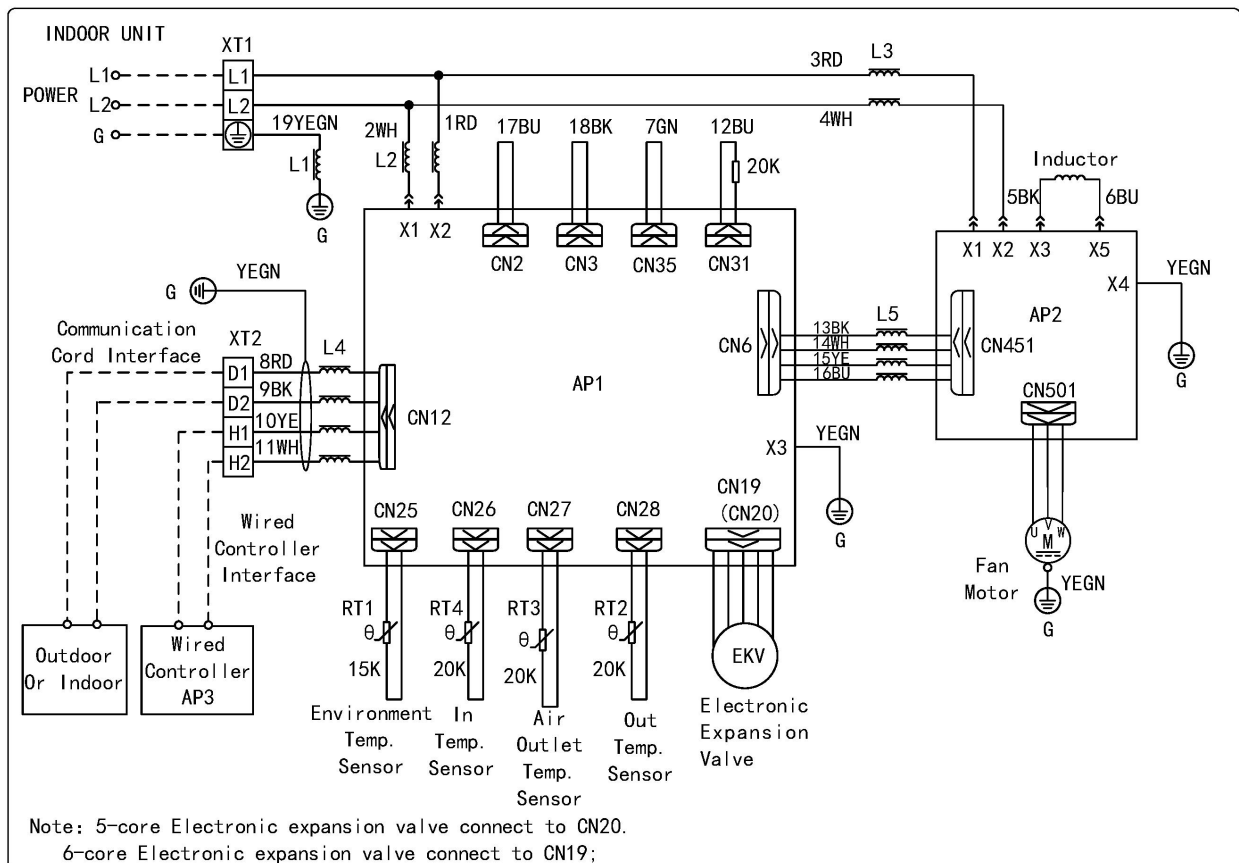 INDOOR UNIT
XT1
POWER
L1
L2
G
L1
L2
19YEGN
L1
G
2WH
L2
1RD
3RD
L3
4WH
17BU
18BK
7GN
12BU
20K
X1
X2
CN2
CN3
CN35
CN31
Inductor
5BK
6BU
X1
X2
X3
X5
X4
YEGN
G
AP2
YEGN
G
Communication
Cord Interface
XT2
D1
D2
H1
H2
8RD
9BK
10YE
11WH
L4
CN12
AP1
CN6
13BK
14WH
15YE
16BU
L5
CN451
CN501
U
V
W
M
Fan
Motor
YEGN
G
X3
YEGN
G
Wired
Controller
Interface
Outdoor
Or Indoor
Wired
Controller
AP3
CN25
CN26
CN27
CN28
CN19
(CN20)
RT1
θ
15K
RT4
θ
20K
RT3
θ
20K
RT2
θ
20K
EKV
Environment
Temp.
Sensor
In
Temp.
Sensor
Air
Outlet
Temp.
Sensor
Out
Temp.
Sensor
Electronic
Expansion
Valve
Note: 5-core Electronic expansion valve connect to CN20.
6-core Electronic expansion valve connect to CN19;